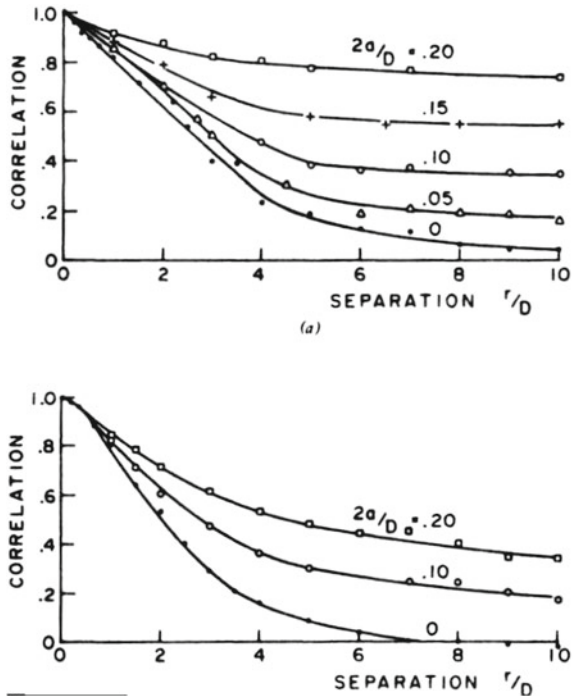 1.0
2a/D = .20
.8
.15
.6
.4
.10
.2
.05
0
0
0 2 4 6 8 10
CORRELATION
SEPARATION r/D
(a)
1.0
.8
2a/D = .20
.6
.4
.10
.2
0
0
0 2 4 6 8 10
CORRELATION
SEPARATION r/D